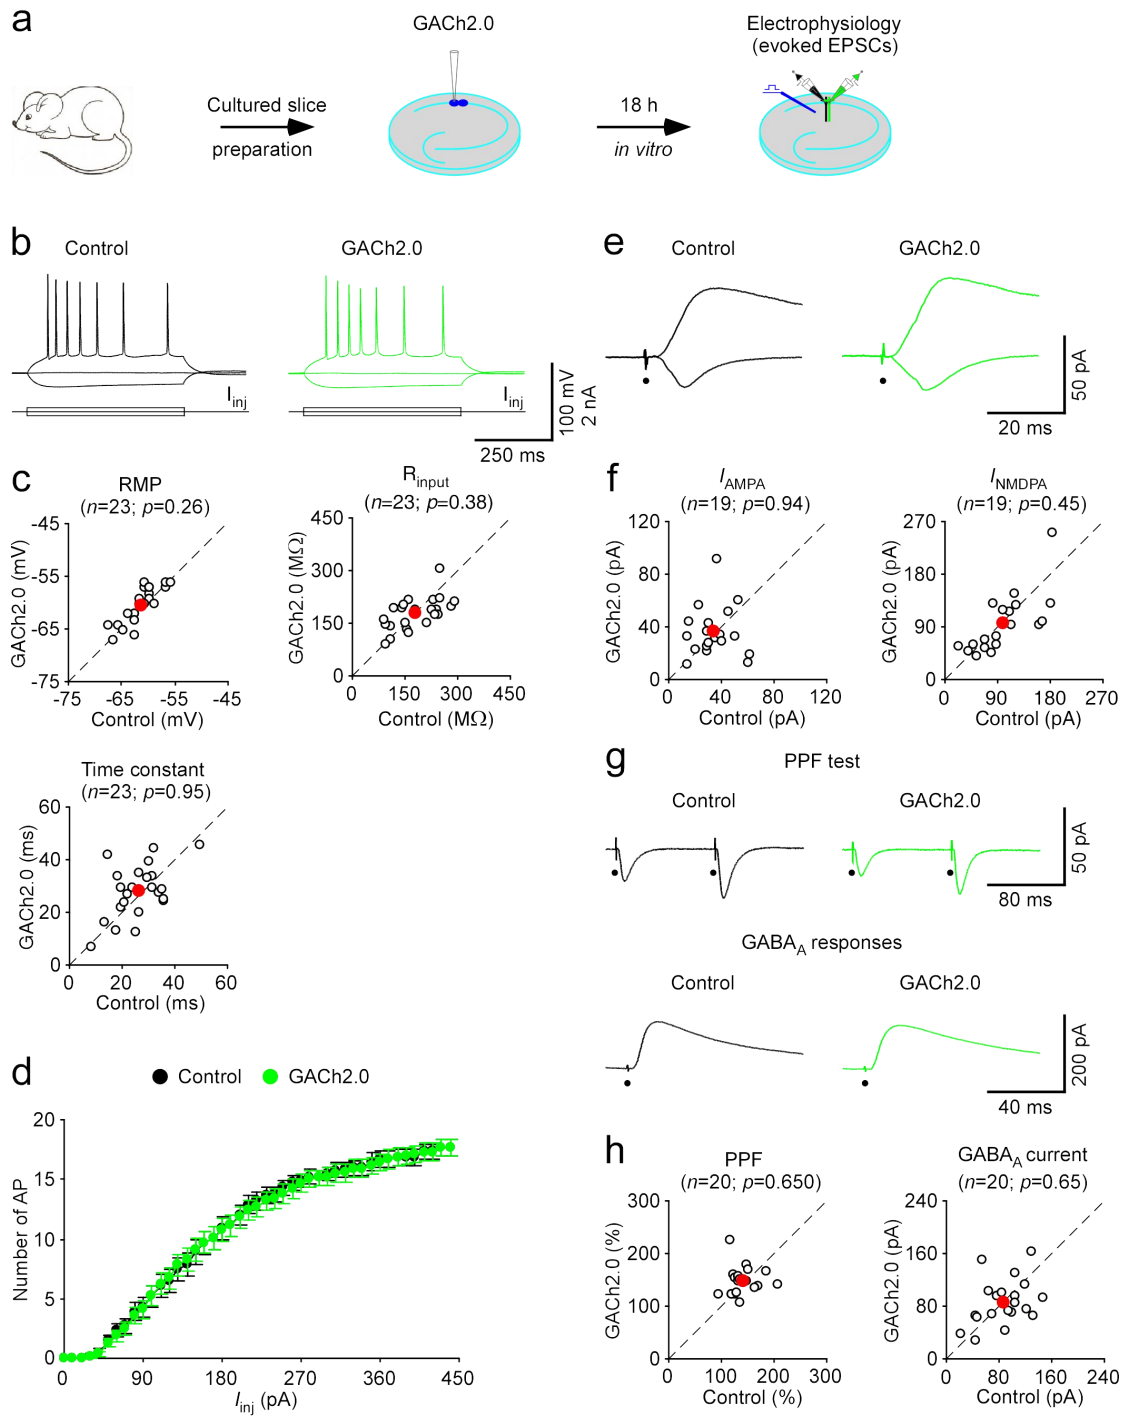 a
GACh2.0
Electrophysiology
(evoked EPSCs)
Cultured slice
preparation
18 h
in vitro
b
Control
GACh2.0
Iinj
Iinj
100 mV
2 nA
250 ms
e
Control
GACh2.0
50 pA
20 ms
c
RMP
(n=23; p=0.26)
-45
-55
-65
-75
-75
-65
-55
-45
GACh2.0 (mV)
Control (mV)
Rinput
(n=23; p=0.38)
450
300
150
0
0
150
300
450
GACh2.0 (MΩ)
Control (MΩ)
Time constant
(n=23; p=0.95)
60
40
20
0
0
20
40
60
GACh2.0 (ms)
Control (ms)
f
IAMPA
(n=19; p=0.94)
120
80
40
0
0
40
80
120
GACh2.0 (pA)
Control (pA)
INMDPA
(n=19; p=0.45)
270
180
90
0
0
90
180
270
GACh2.0 (pA)
Control (pA)
g
PPF test
Control
GACh2.0
50 pA
80 ms
GABAA responses
Control
GACh2.0
200 pA
40 ms
d
Control
GACh2.0
20
15
10
5
0
0
90
180
270
360
450
Number of AP
Iinj (pA)
h
PPF
(n=20; p=0.650)
300
200
100
0
0
100
200
300
GACh2.0 (%)
Control (%)
GABAA current
(n=20; p=0.65)
240
160
80
0
0
80
160
240
GACh2.0 (pA)
Control (pA)